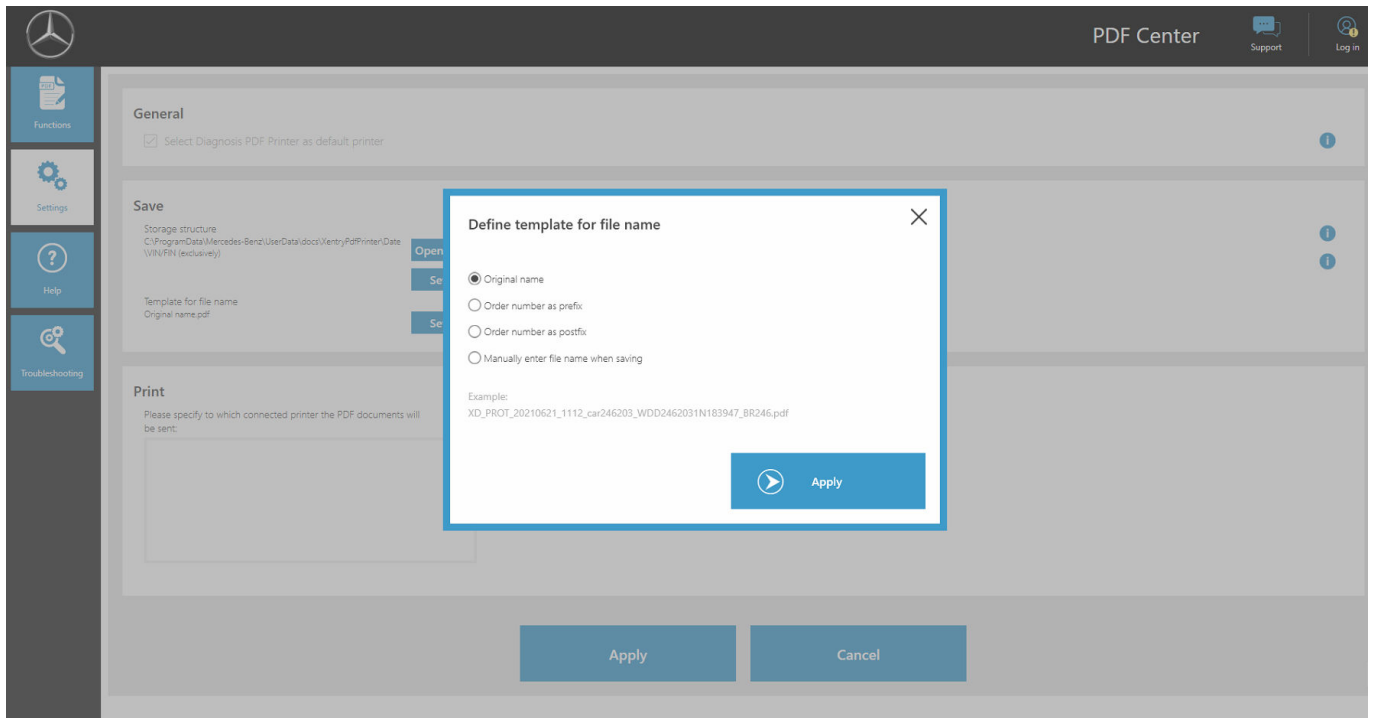 PDF Center
Support
Log in
PDF
Functions
Settings
Help
Troubleshooting
General
Select Diagnosis PDF Printer as default printer
Save
Storage structure
C:\ProgramData\Mercedes-Benz\UserData\docs\XentryPdfPrinter\Date
\VIN/FIN (exclusively)
Open
Se
Template for file name
Original name.pdf
Se
Print
Please specify to which connected printer the PDF documents will
be sent:
Define template for file name
Original name
Order number as prefix
Order number as postfix
Manually enter file name when saving
Example:
XD_PROT_20210621_1112_car246203_WDD2462031N183947_BR246.pdf
Apply
Apply
Cancel